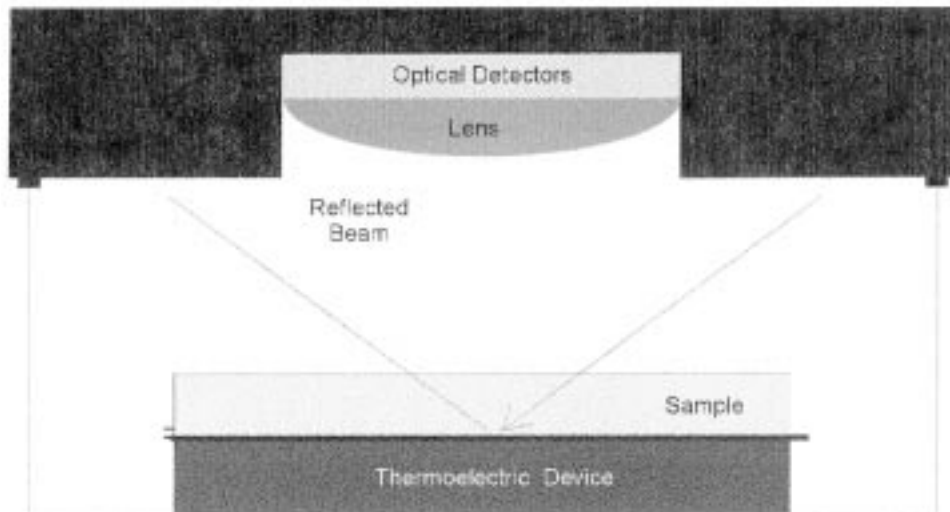 Optical Detectors
Lens
Reflected
Beam
Sample
Thermoelectric Device